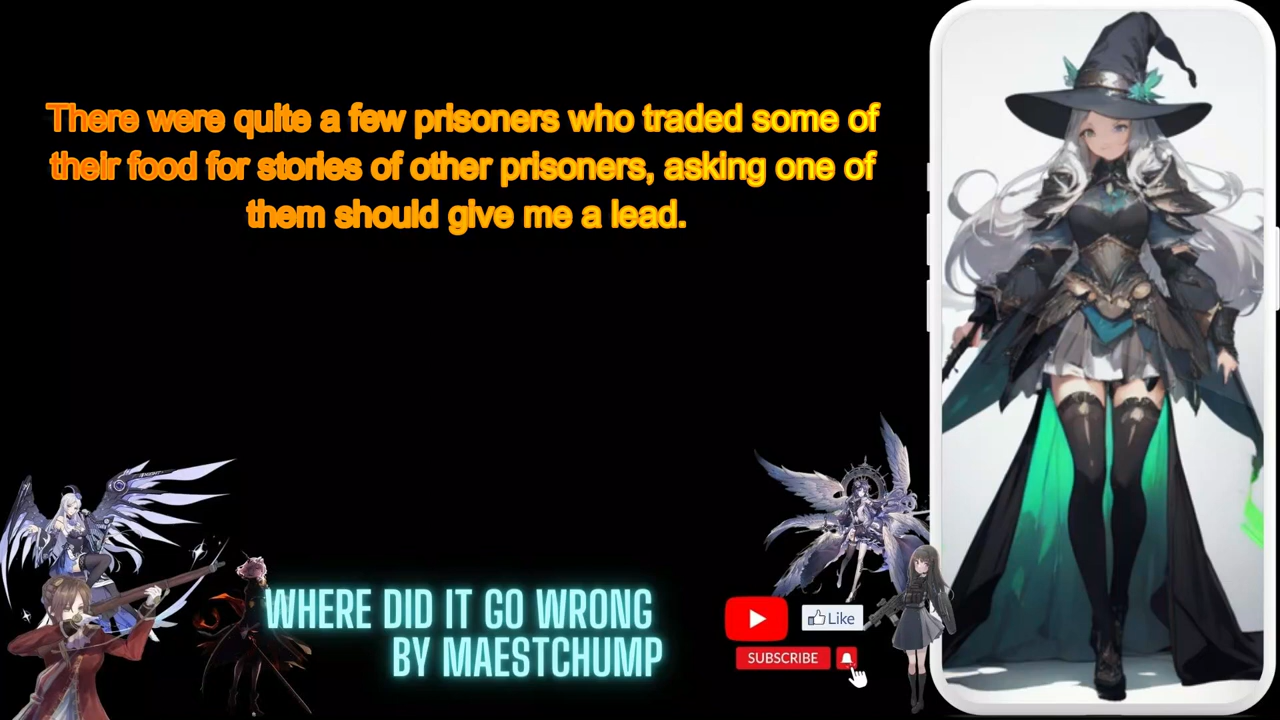 There were quite a few prisoners who traded some of
their food for stories of other prisoners, asking one of
them should give me a lead.
WHERE DID IT GO WRONG
BY MAESTCHUMP
Like
SUBSCRIBE